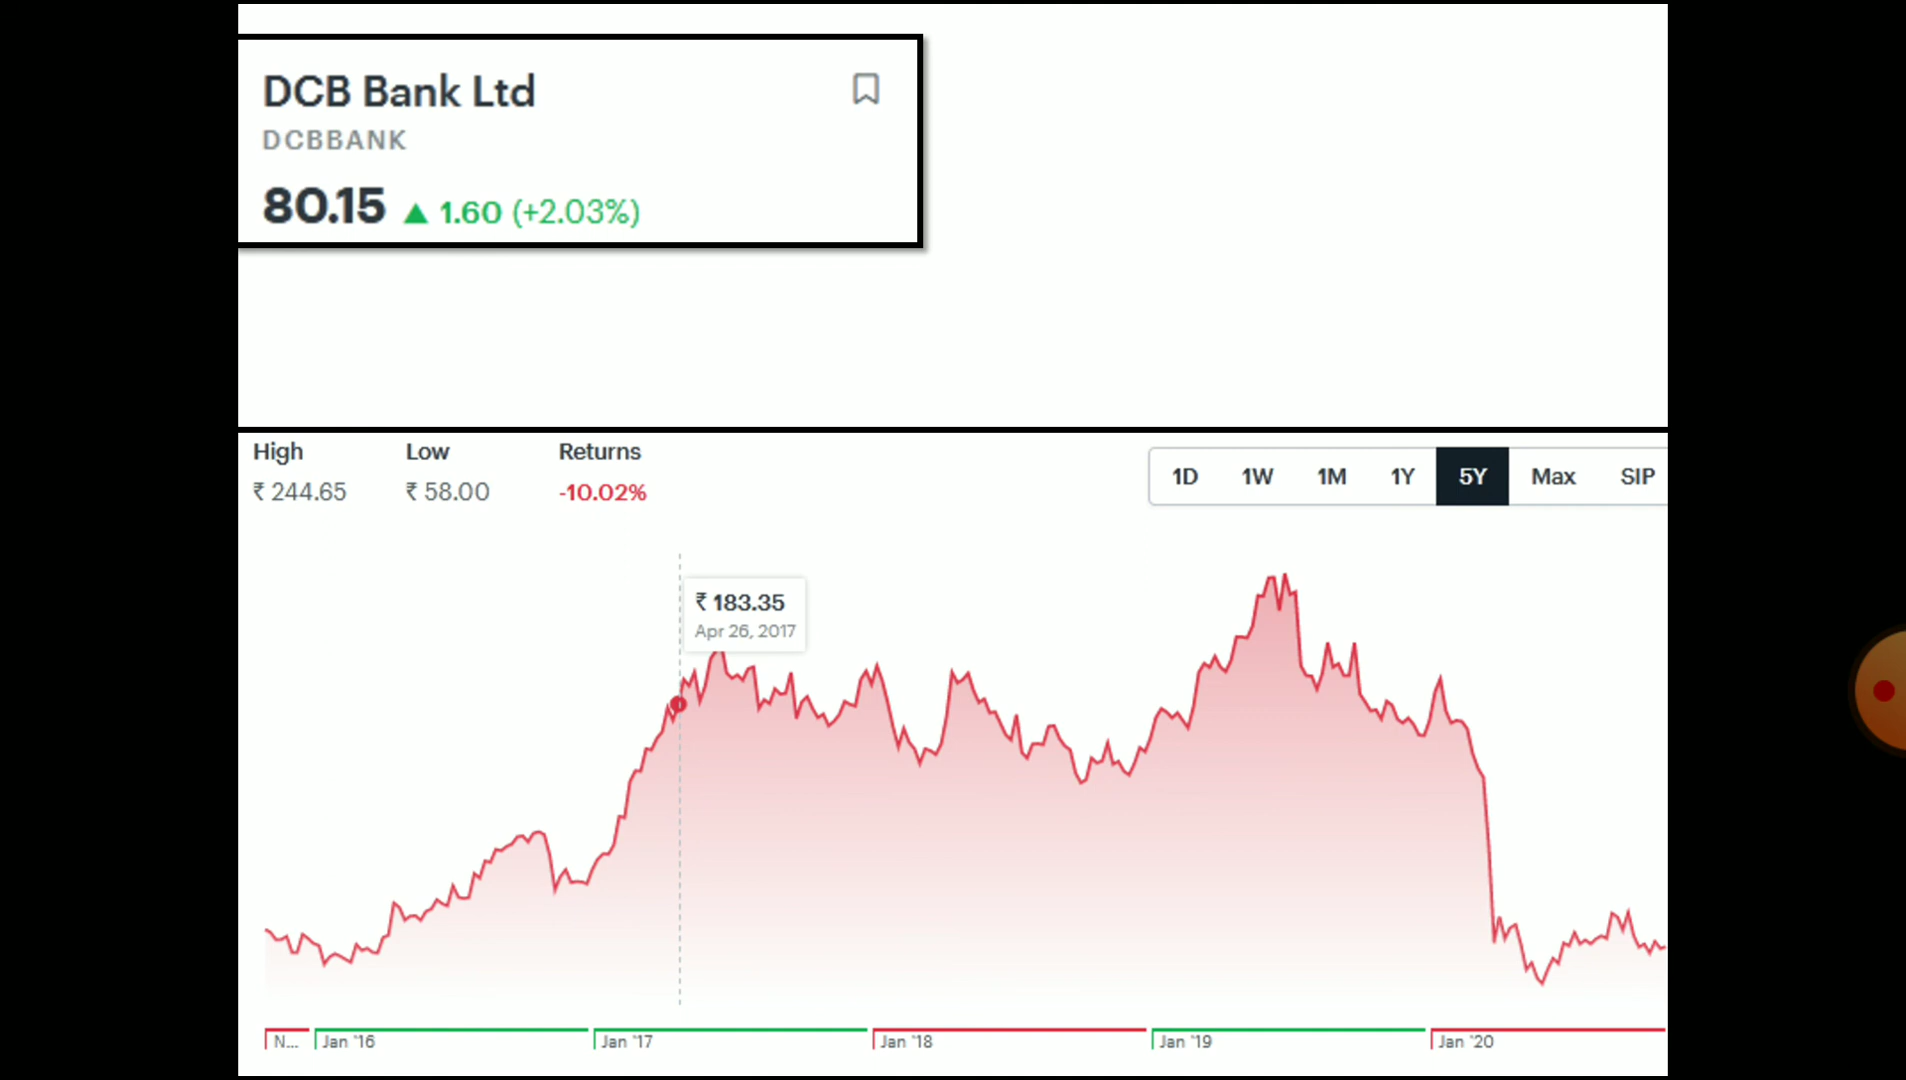 DCB Bank Ltd
DCBBANK
80.15 ▲ 1.60 (+2.03%)
High Low Returns
₹ 244.65 ₹ 58.00 -10.02%
1D 1W 1M 1Y 5Y Max SIP
₹ 183.35
Apr 26, 2017
N... Jan '16 Jan '17 Jan '18 Jan '19 Jan '20